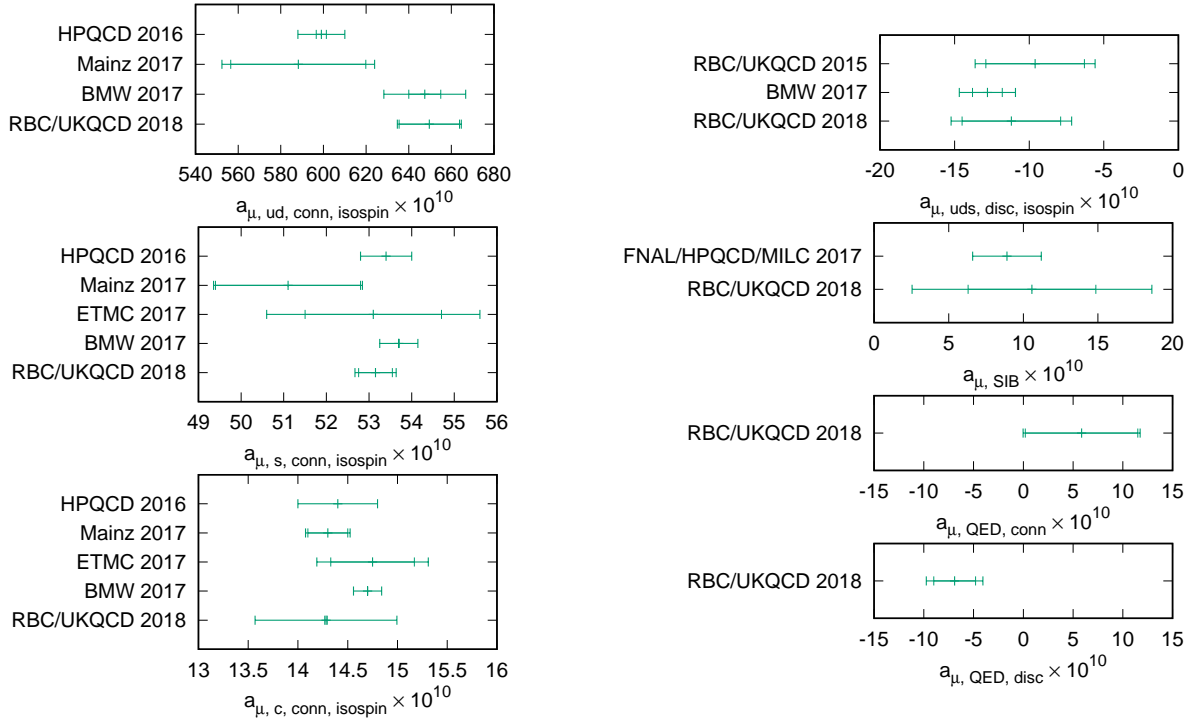 HPQCD 2016
Mainz 2017
BMW 2017
RBC/UKQCD 2018
540 560 580 600 620 640 660 680
aμ, ud, conn, isospin × 10^10
HPQCD 2016
Mainz 2017
ETMC 2017
BMW 2017
RBC/UKQCD 2018
49 50 51 52 53 54 55 56
aμ, s, conn, isospin × 10^10
HPQCD 2016
Mainz 2017
ETMC 2017
BMW 2017
RBC/UKQCD 2018
13 13.5 14 14.5 15 15.5 16
aμ, c, conn, isospin × 10^10
RBC/UKQCD 2015
BMW 2017
RBC/UKQCD 2018
-20 -15 -10 -5 0
aμ, uds, disc, isospin × 10^10
FNAL/HPQCD/MILC 2017
RBC/UKQCD 2018
0 5 10 15 20
aμ, SIB × 10^10
RBC/UKQCD 2018
-15 -10 -5 0 5 10 15
aμ, QED, conn × 10^10
RBC/UKQCD 2018
-15 -10 -5 0 5 10 15
aμ, QED, disc × 10^10